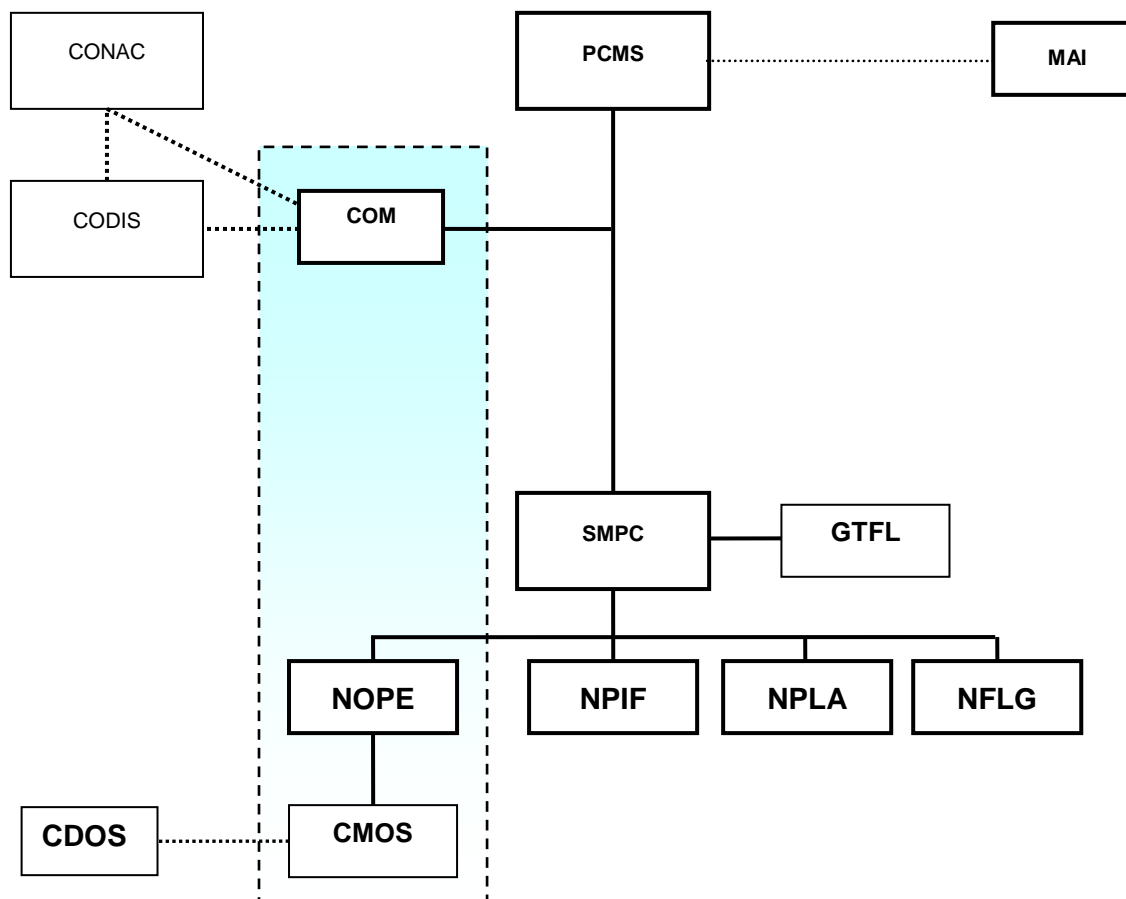 CONAC
PCMS
MAI
CODIS
COM
SMPC
GTFL
NOPE
NPIF
NPLA
NFLG
CDOS
CMOS